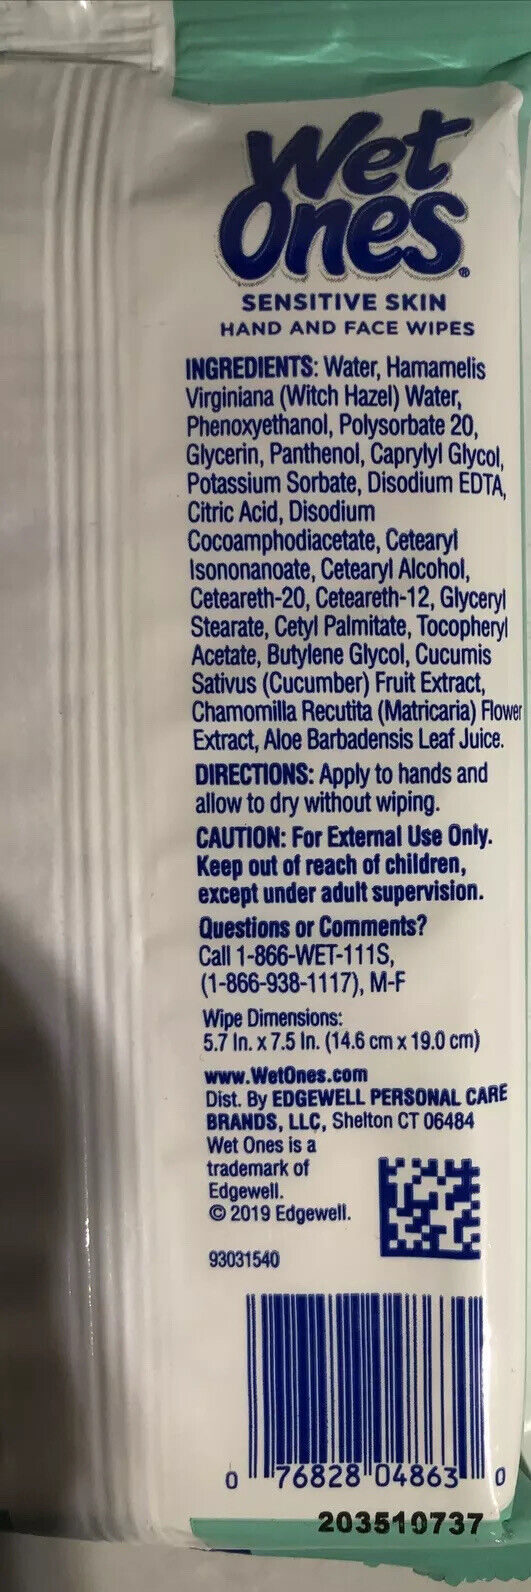 Wet
Ones®
SENSITIVE SKIN
HAND AND FACE WIPES
INGREDIENTS: Water, Hamamelis
Virginiana (Witch Hazel) Water,
Phenoxyethanol, Polysorbate 20,
Glycerin, Panthenol, Caprylyl Glycol,
Potassium Sorbate, Disodium EDTA,
Citric Acid, Disodium
Cocoamphodiacetate, Cetearyl
Isononanoate, Cetearyl Alcohol,
Ceteareth-20, Ceteareth-12, Glyceryl
Stearate, Cetyl Palmitate, Tocopheryl
Acetate, Butylene Glycol, Cucumis
Sativus (Cucumber) Fruit Extract,
Chamomilla Recutita (Matricaria) Flower
Extract, Aloe Barbadensis Leaf Juice.
DIRECTIONS: Apply to hands and
allow to dry without wiping.
CAUTION: For External Use Only.
Keep out of reach of children,
except under adult supervision.
Questions or Comments?
Call 1-866-WET-111S,
(1-866-938-1117), M-F
Wipe Dimensions:
5.7 In. x 7.5 In. (14.6 cm x 19.0 cm)
www.WetOnes.com
Dist. By EDGEWELL PERSONAL CARE
BRANDS, LLC, Shelton CT 06484
Wet Ones is a
trademark of
Edgewell.
© 2019 Edgewell.
93031540
0 76828 04863 0
203510737